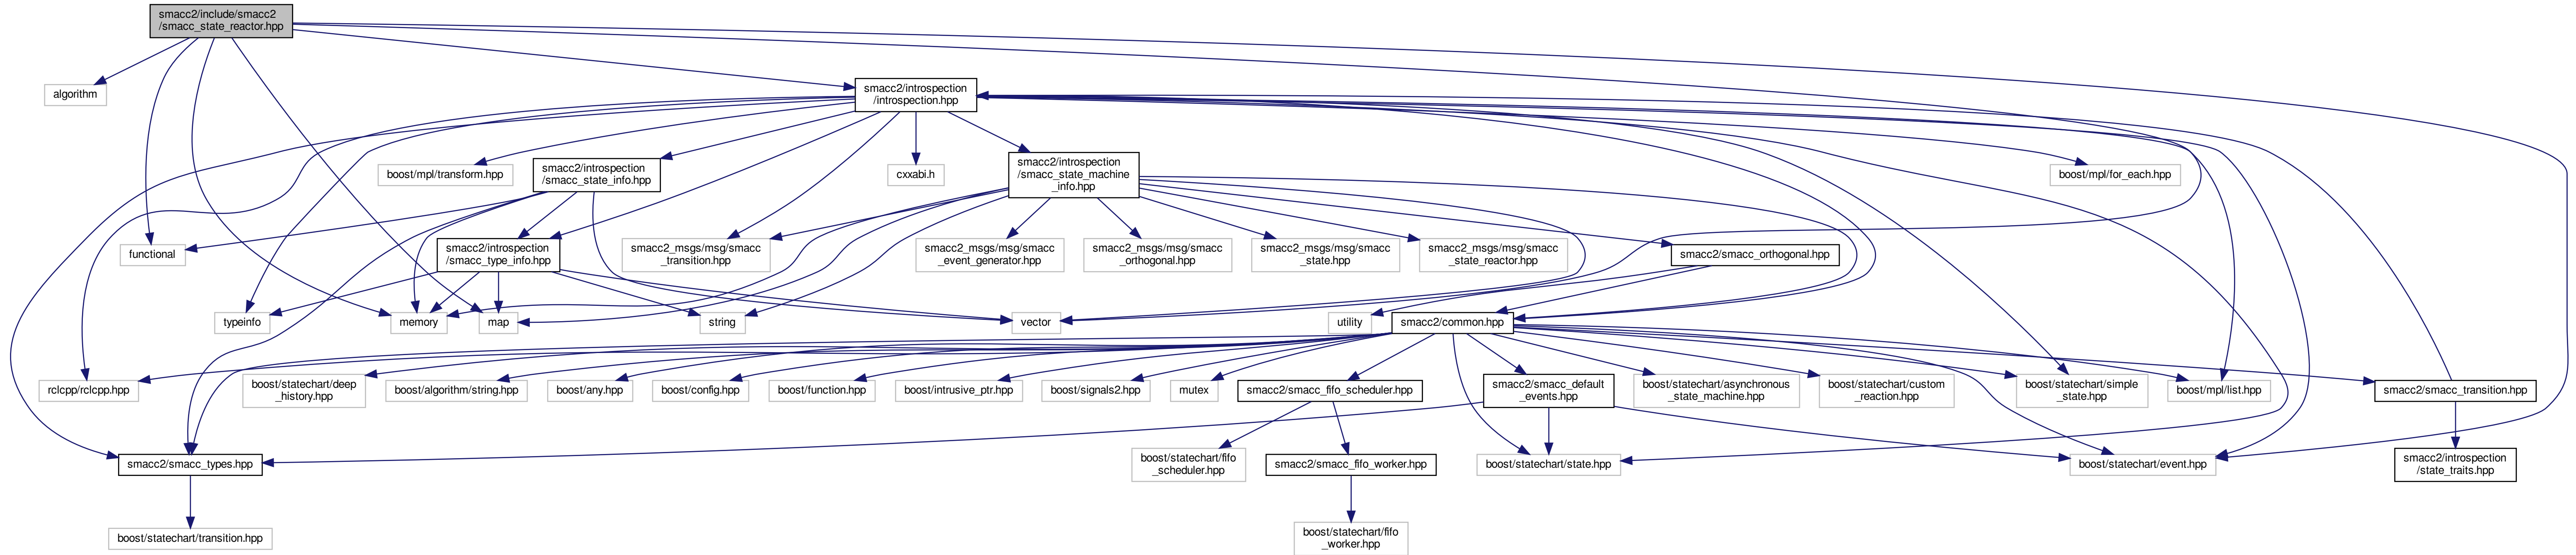 smacc2/include/smacc2
/smacc_state_reactor.hpp
algorithm
smacc2/introspection
/introspection.hpp
boost/mpl/transform.hpp
smacc2/introspection
/smacc_state_info.hpp
cxxabi.h
smacc2/introspection
/smacc_state_machine
_info.hpp
boost/mpl/for_each.hpp
functional
smacc2/introspection
/smacc_type_info.hpp
smacc2_msgs/msg/smacc
_transition.hpp
smacc2_msgs/msg/smacc
_event_generator.hpp
smacc2_msgs/msg/smacc
_orthogonal.hpp
smacc2_msgs/msg/smacc
_state.hpp
smacc2_msgs/msg/smacc
_state_reactor.hpp
smacc2/smacc_orthogonal.hpp
typeinfo
memory
map
string
vector
utility
smacc2/common.hpp
rclcpp/rclcpp.hpp
boost/statechart/deep
_history.hpp
boost/algorithm/string.hpp
boost/any.hpp
boost/config.hpp
boost/function.hpp
boost/intrusive_ptr.hpp
boost/signals2.hpp
mutex
smacc2/smacc_fifo_scheduler.hpp
smacc2/smacc_default
_events.hpp
boost/statechart/asynchronous
_state_machine.hpp
boost/statechart/custom
_reaction.hpp
boost/statechart/simple
_state.hpp
boost/mpl/list.hpp
smacc2/smacc_transition.hpp
smacc2/smacc_types.hpp
boost/statechart/fifo
_scheduler.hpp
smacc2/smacc_fifo_worker.hpp
boost/statechart/state.hpp
boost/statechart/event.hpp
smacc2/introspection
/state_traits.hpp
boost/statechart/transition.hpp
boost/statechart/fifo
_worker.hpp